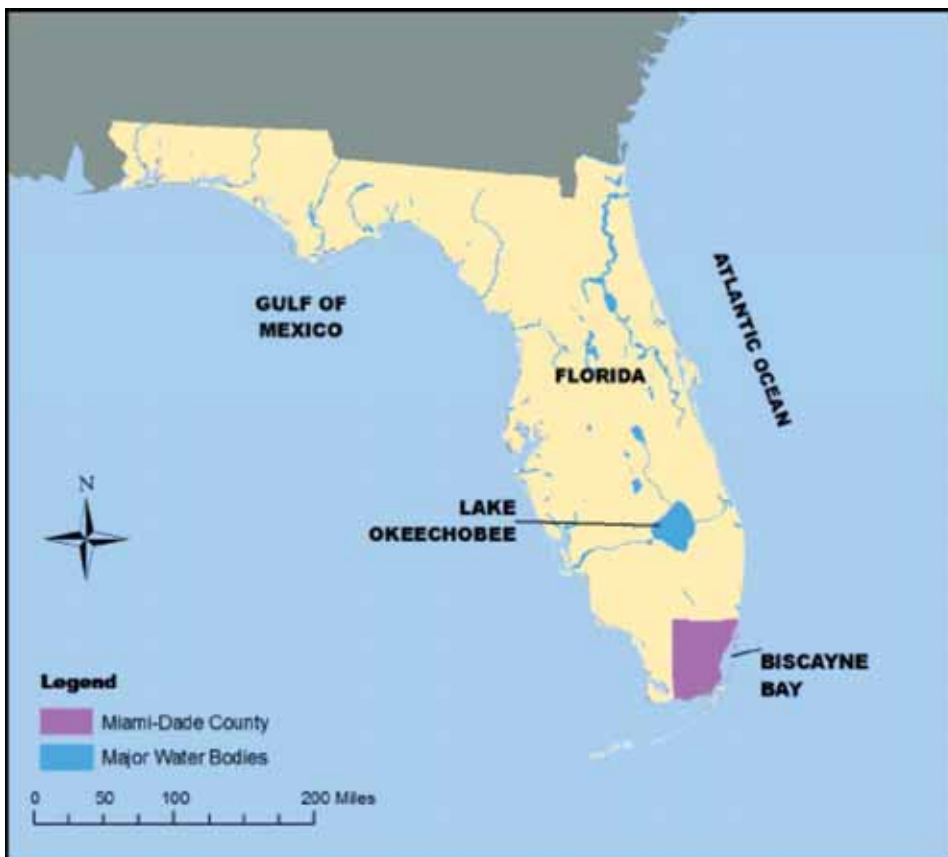 GULF OF
MEXICO
ATLANTIC OCEAN
FLORIDA
LAKE
OKEECHOBEE
N
BISCAYNE
BAY
Legend
Miami-Dade County
Major Water Bodies
0 50 100 200 Miles